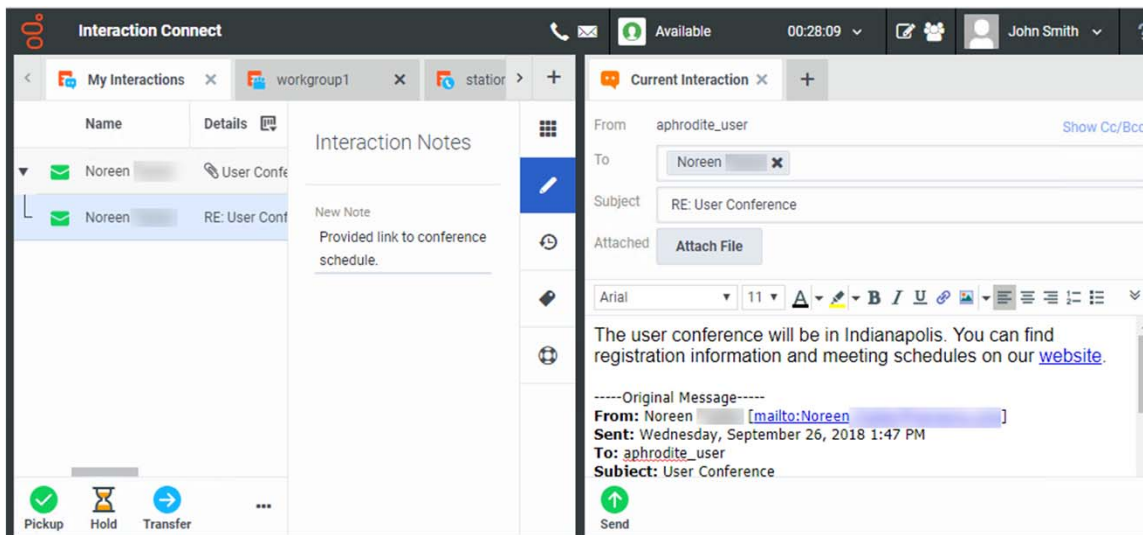 Interaction Connect
Available
00:28:09
John Smith
My Interactions
workgroup1
station
Current Interaction
Name Details
Noreen User Confe
Noreen RE: User Conf
Pickup
Hold
Transfer
Interaction Notes
New Note
Provided link to conference
schedule.
From aphrodite_user Show Cc/Bcc
To Noreen
Subject RE: User Conference
Attached Attach File
Arial 11 A B I U
The user conference will be in Indianapolis. You can find
registration information and meeting schedules on our website.
-----Original Message-----
From: Noreen [mailto:Noreen ]
Sent: Wednesday, September 26, 2018 1:47 PM
To: aphrodite_user
Subject: User Conference
Send